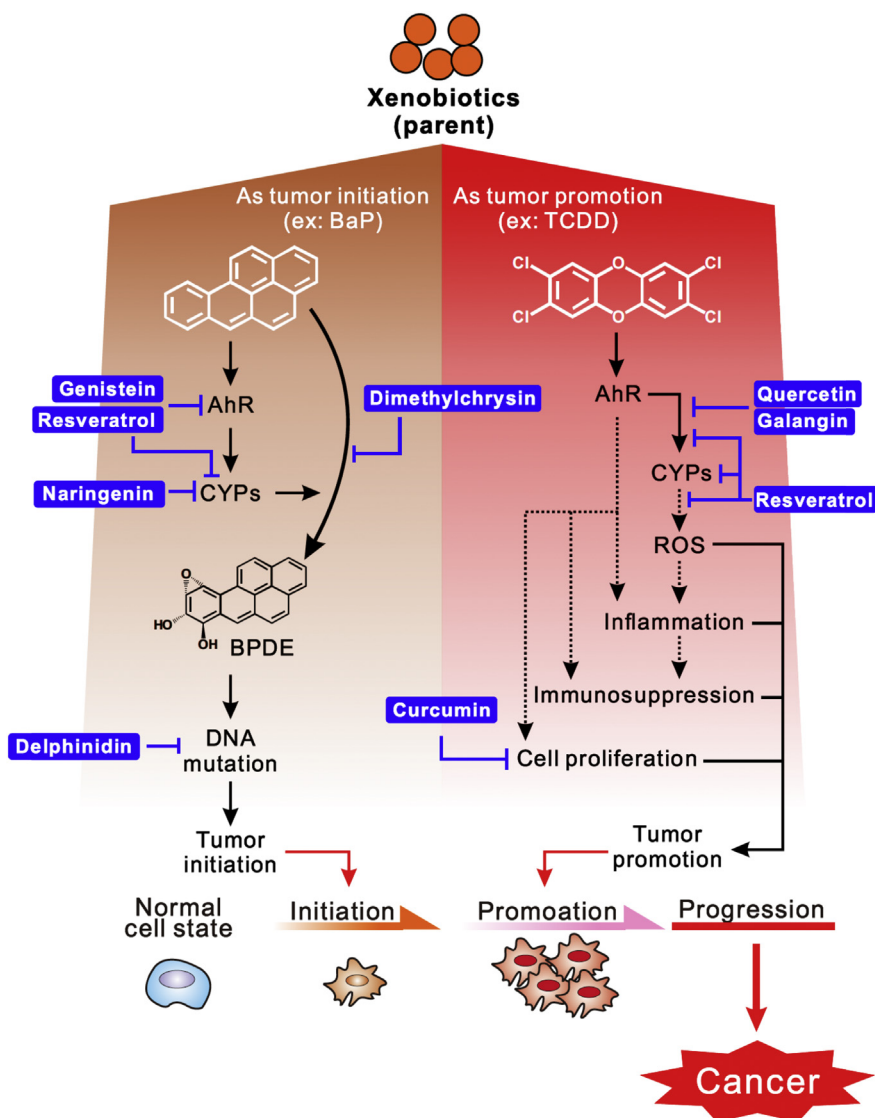 Xenobiotics
(parent)
As tumor initiation
(ex: BaP)
As tumor promotion
(ex: TCDD)
Cl
O
Cl
Cl
O
Cl
Genistein
Resveratrol
AhR
Dimethylchrysin
AhR
Quercetin
Galangin
Naringenin
CYPs
CYPs
Resveratrol
ROS
O
HO
OH
BPDE
Inflammation
Immunosuppression
Curcumin
Delphinidin
DNA
mutation
Cell proliferation
Tumor
initiation
Tumor
promotion
Normal
cell state
Initiation
Promoation
Progression
Cancer